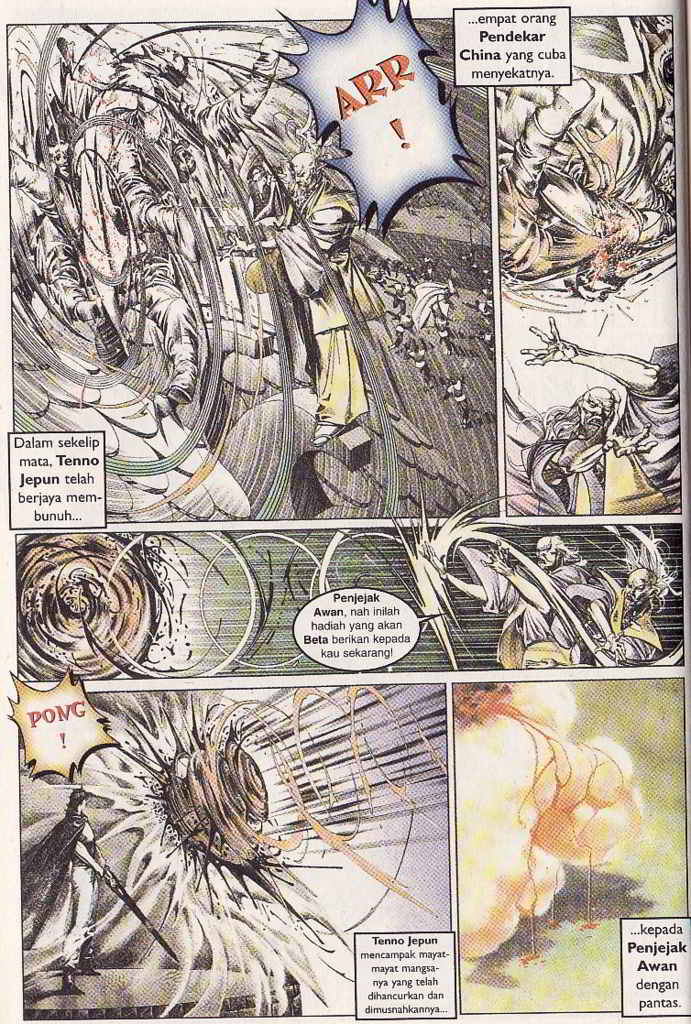 ARR
!
Dalam sekelip
mata, Tenno
Jepun telah
berjaya mem-
bunuh...
...empat orang
Pendekar
China yang cuba
menyekatnya.
Penjejak
Awan, nah inilah
hadiah yang akan
Beta berikan kepada
kau sekarang!
PONG
!
Tenno Jepun
mencampak mayat-
mayat mangsa-
nya yang telah
dihancurkan dan
dimusnahkannya...
...kepada
Penjejak
Awan
dengan
pantas.